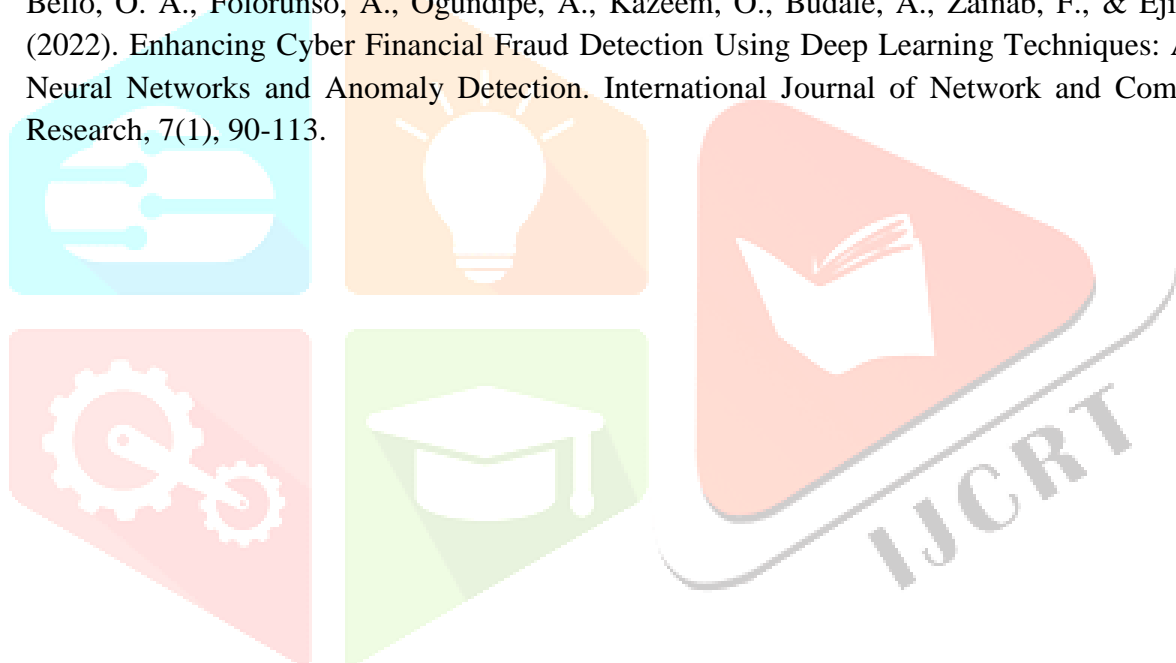 Bello, O. A., Folorunso, A., Ogundipe, A., Kazeem, O., Budale, A., Zainab, F., & Eji
(2022). Enhancing Cyber Financial Fraud Detection Using Deep Learning Techniques: A
Neural Networks and Anomaly Detection. International Journal of Network and Com
Research, 7(1), 90-113.
IJCRT